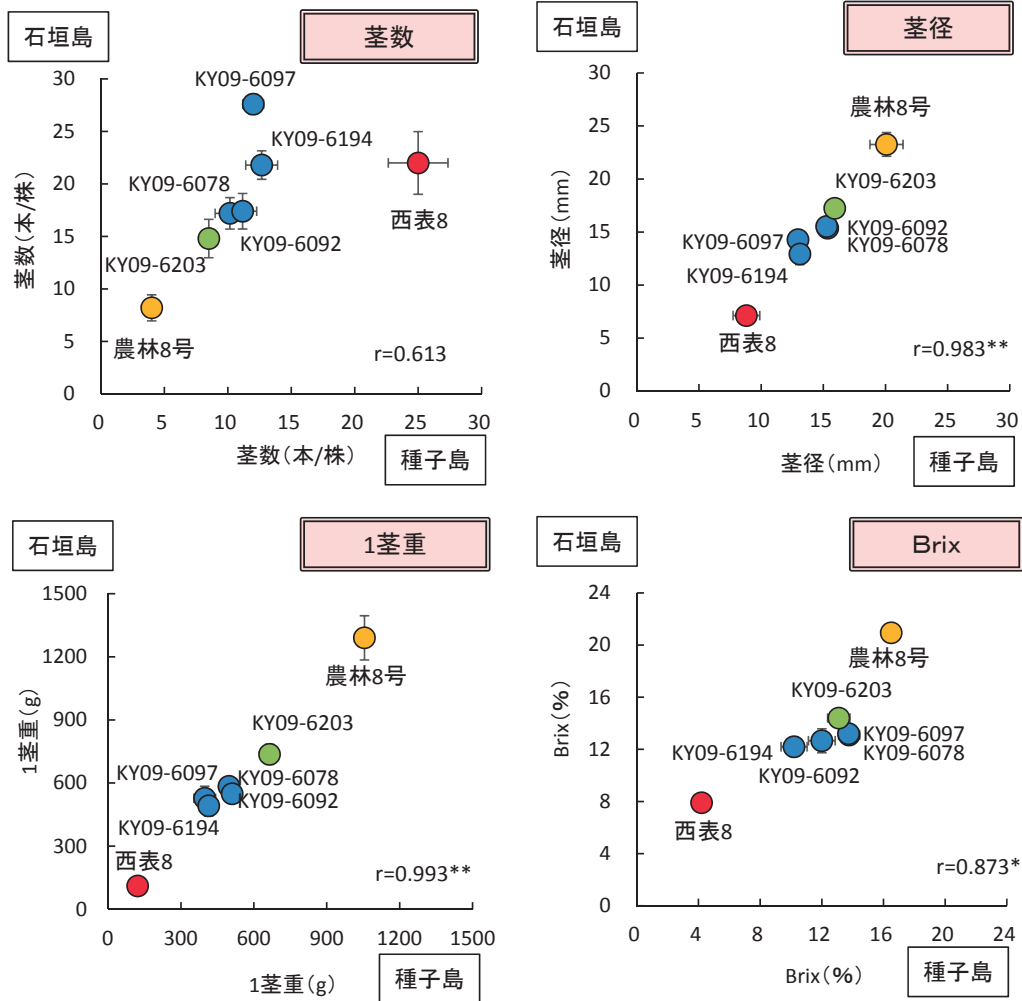 石垣島
茎数
茎数(本/株)
30
25
20
15
10
5
0
KY09-6097
KY09-6194
KY09-6078
西表8
KY09-6092
KY09-6203
農林8号
r=0.613
0 5 10 15 20 25 30
茎数(本/株)
種子島
石垣島
茎径
茎径(mm)
30
25
20
15
10
5
0
農林8号
KY09-6203
KY09-6092
KY09-6097
KY09-6078
KY09-6194
西表8
r=0.983**
0 5 10 15 20 25 30
茎径(mm)
種子島
石垣島
1茎重
1茎重(g)
1500
1200
900
600
300
0
農林8号
KY09-6203
KY09-6097
KY09-6078
KY09-6092
KY09-6194
西表8
r=0.993**
0 300 600 900 1200 1500
1茎重(g)
種子島
石垣島
Brix
Brix(%)
24
20
16
12
8
4
0
農林8号
KY09-6203
KY09-6097
KY09-6194
KY09-6078
KY09-6092
西表8
r=0.873*
0 4 8 12 16 20 24
Brix(%)
種子島